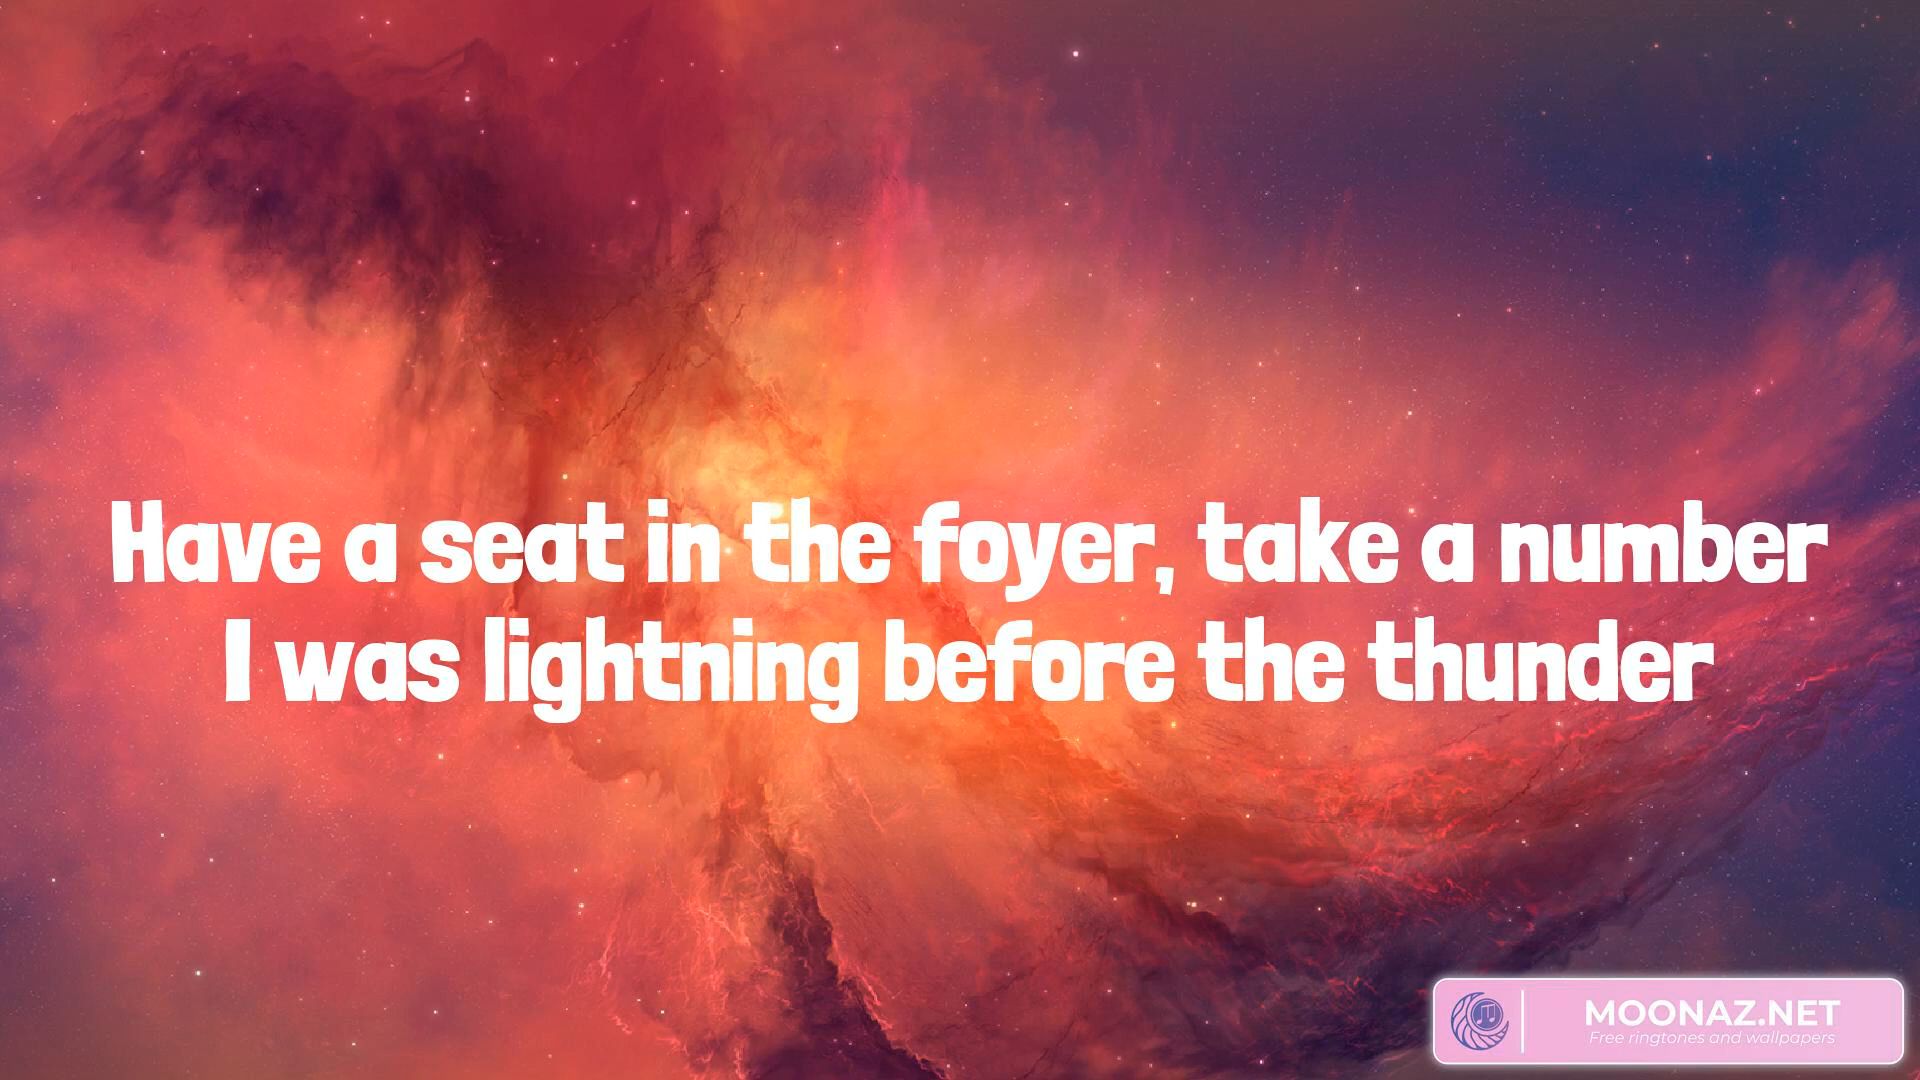 Have a seat in the foyer, take a number
I was lightning before the thunder
MOONAZ.NET
Free ringtones and wallpapers